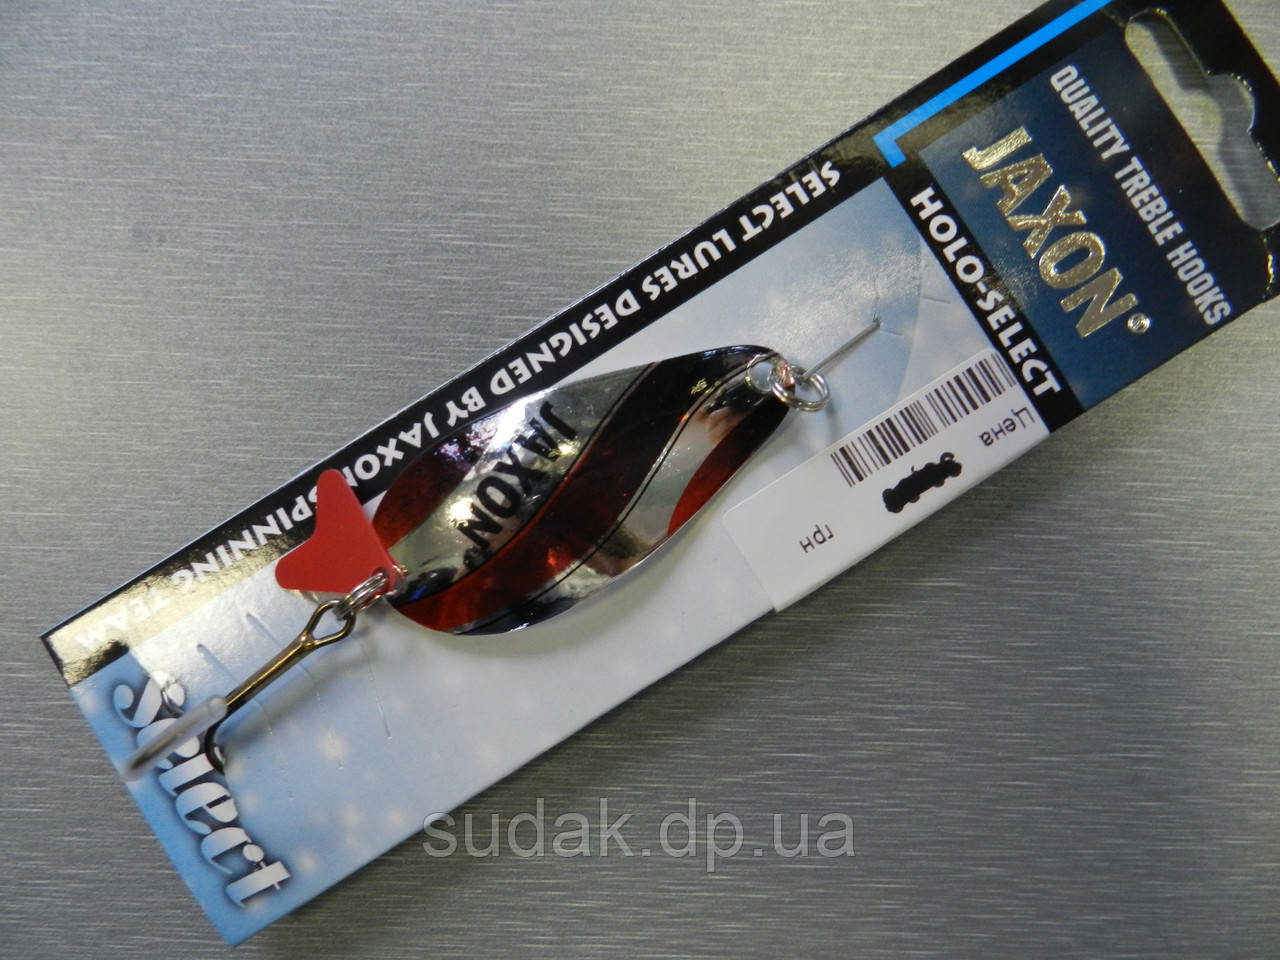 QUALITY TREBLE HOOKS
JAXON®
HOLO-SELECT
SELECT LURES DESIGNED BY JAXON SPINNING TEAM
Цена
грн
JAXON®
Select
sudak.dp.ua